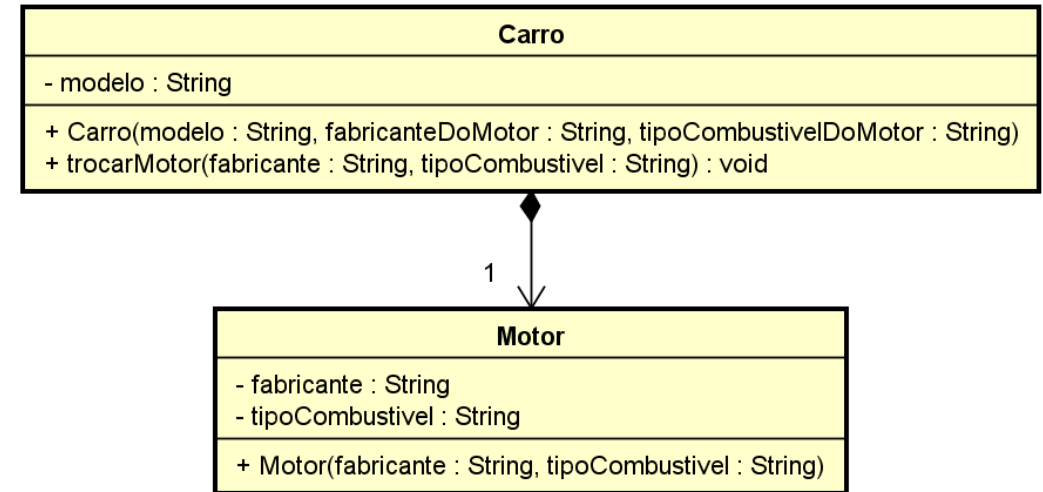 Carro
- modelo : String
+ Carro(modelo : String, fabricanteDoMotor : String, tipoCombustivelDoMotor : String)
+ trocarMotor(fabricante : String, tipoCombustivel : String) : void
1
Motor
- fabricante : String
- tipoCombustivel : String
+ Motor(fabricante : String, tipoCombustivel : String)